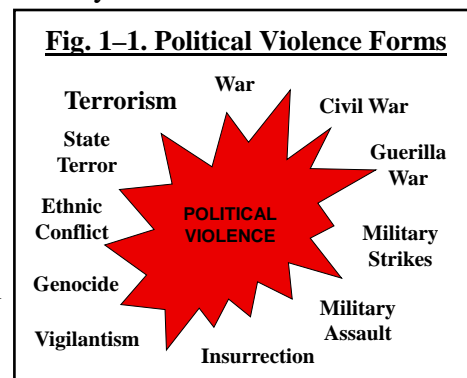 Fig. 1–1. Political Violence Forms
War
Terrorism
Civil War
State
Terror
Guerilla
War
Ethnic
Conflict
POLITICAL
VIOLENCE
Military
Strikes
Genocide
Military
Assault
Vigilantism
Insurrection